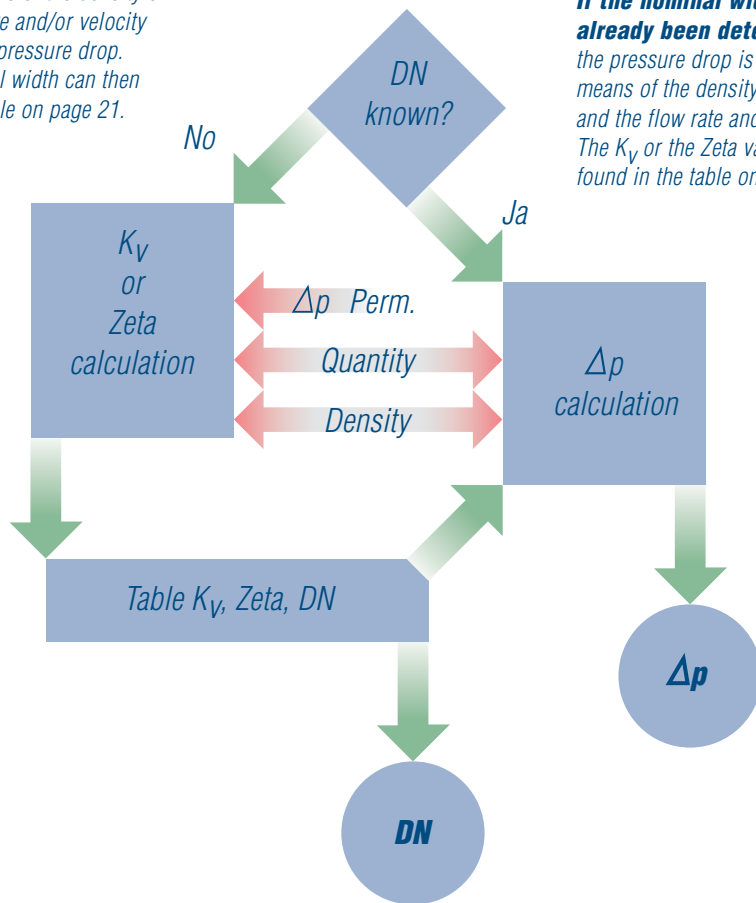 e and/or velocity
pressure drop.
l width can then
le on page 21.
If the nominal wit
already been dete
the pressure drop is
means of the density
and the flow rate and
The KV or the Zeta va
found in the table on
DN
known?
No
Ja
KV
or
Zeta
calculation
Δp Perm.
Quantity
Density
Δp
calculation
Table KV, Zeta, DN
Δp
DN